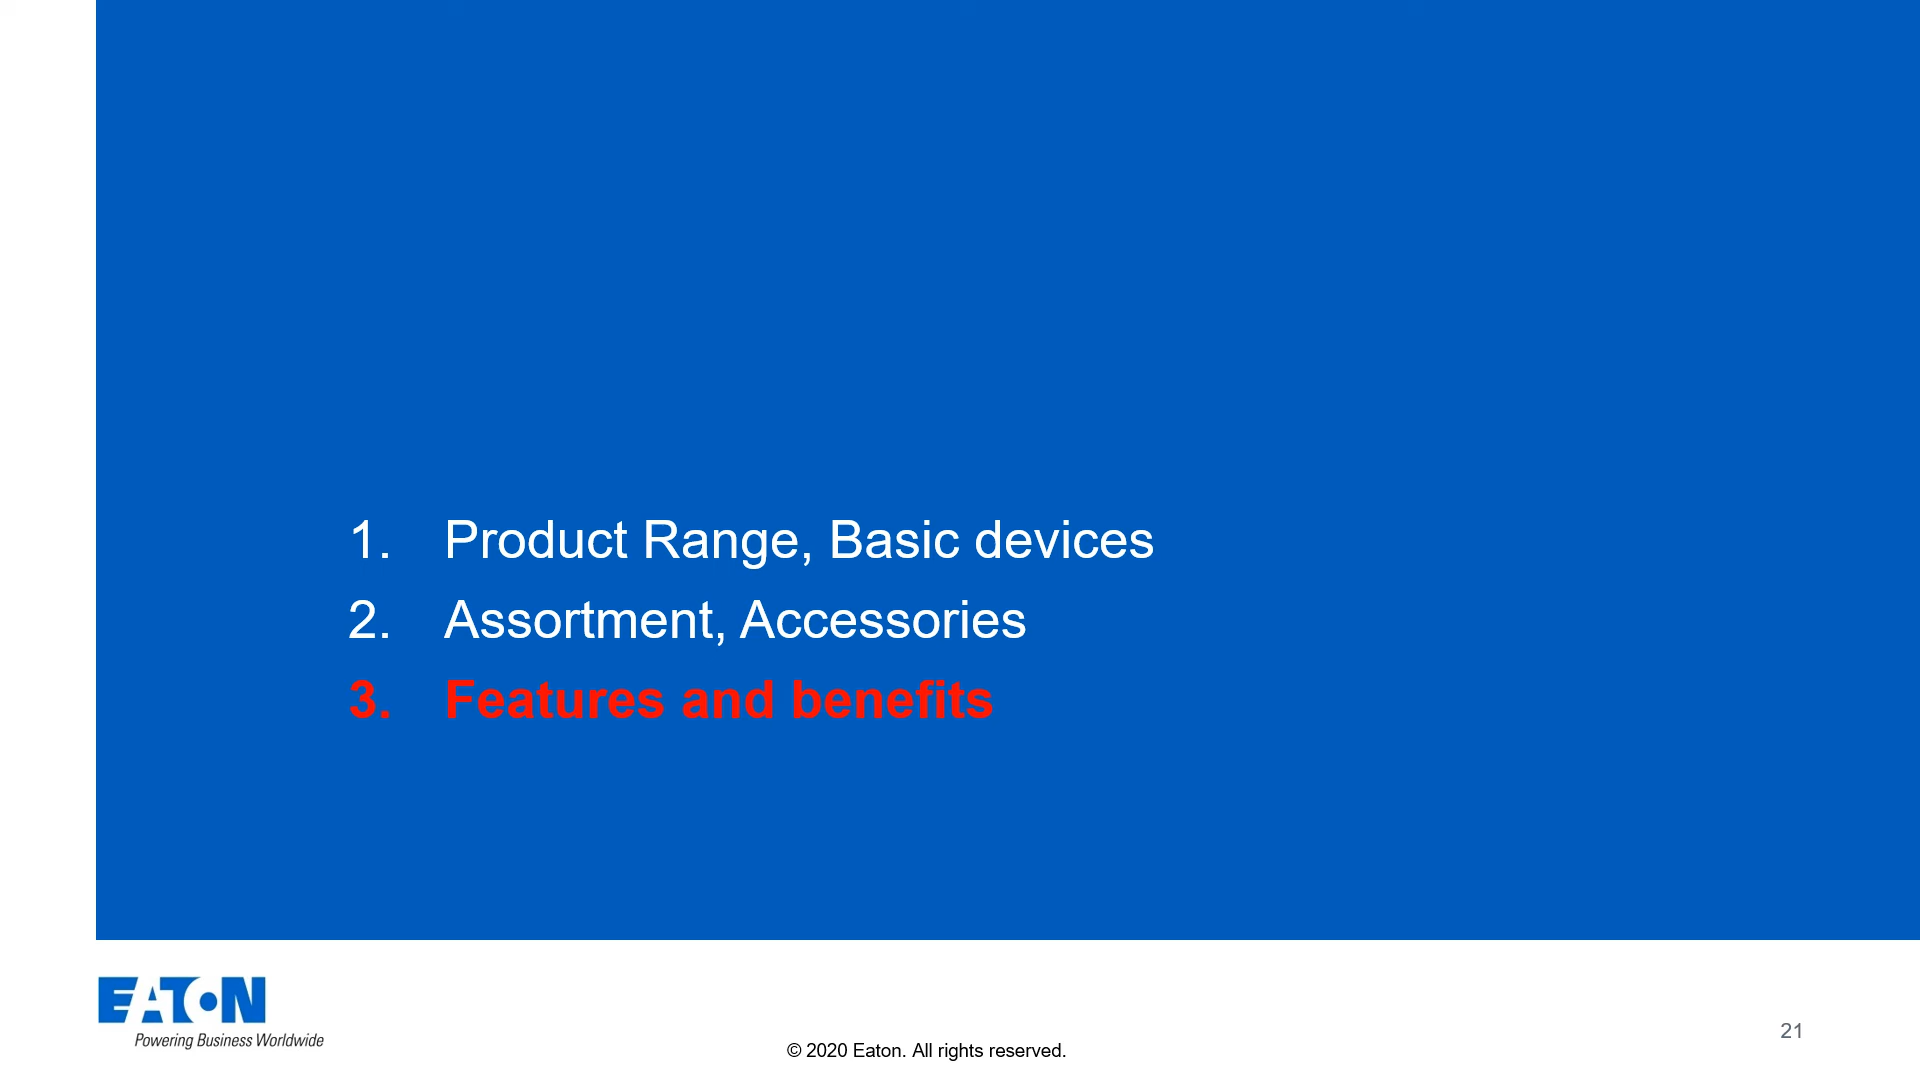 1. Product Range, Basic devices
2. Assortment, Accessories
3. Features and benefits
EATON
Powering Business Worldwide
© 2020 Eaton. All rights reserved.
21